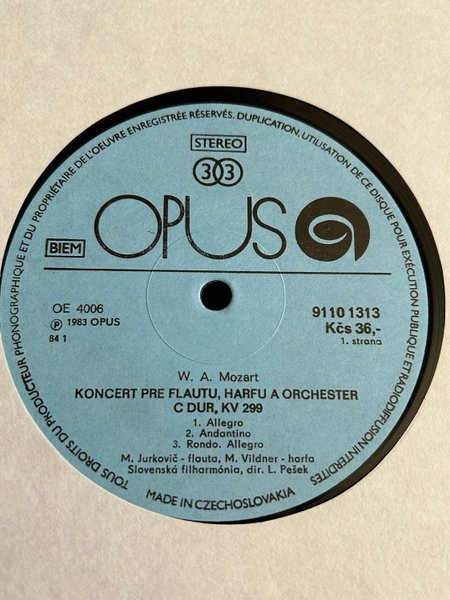 TOUS DROITS DU PRODUCTEUR PHONOGRAPHIQUE ET DU PROPRIÉTAIRE DE L'OEUVRE ENREGISTRÉE RÉSERVÉS. DUPLICATION, UTILISATION DE CE DISQUE POUR EXÉCUTION PUBLIQUE ET RADIODIFFUSION INTERDITES
STEREO
33
OPUS
BIEM
OE 4006
℗ 1983 OPUS
84 1
9110 1313
Kčs 36,-
1. strana
W. A. Mozart
KONCERT PRE FLAUTU, HARFU A ORCHESTER
C DUR, KV 299
1. Allegro
2. Andantino
3. Rondo. Allegro
M. Jurkovič - flauta, M. Vildner - harfa
Slovenská filharmónia, dir. L. Pešek
MADE IN CZECHOSLOVAKIA